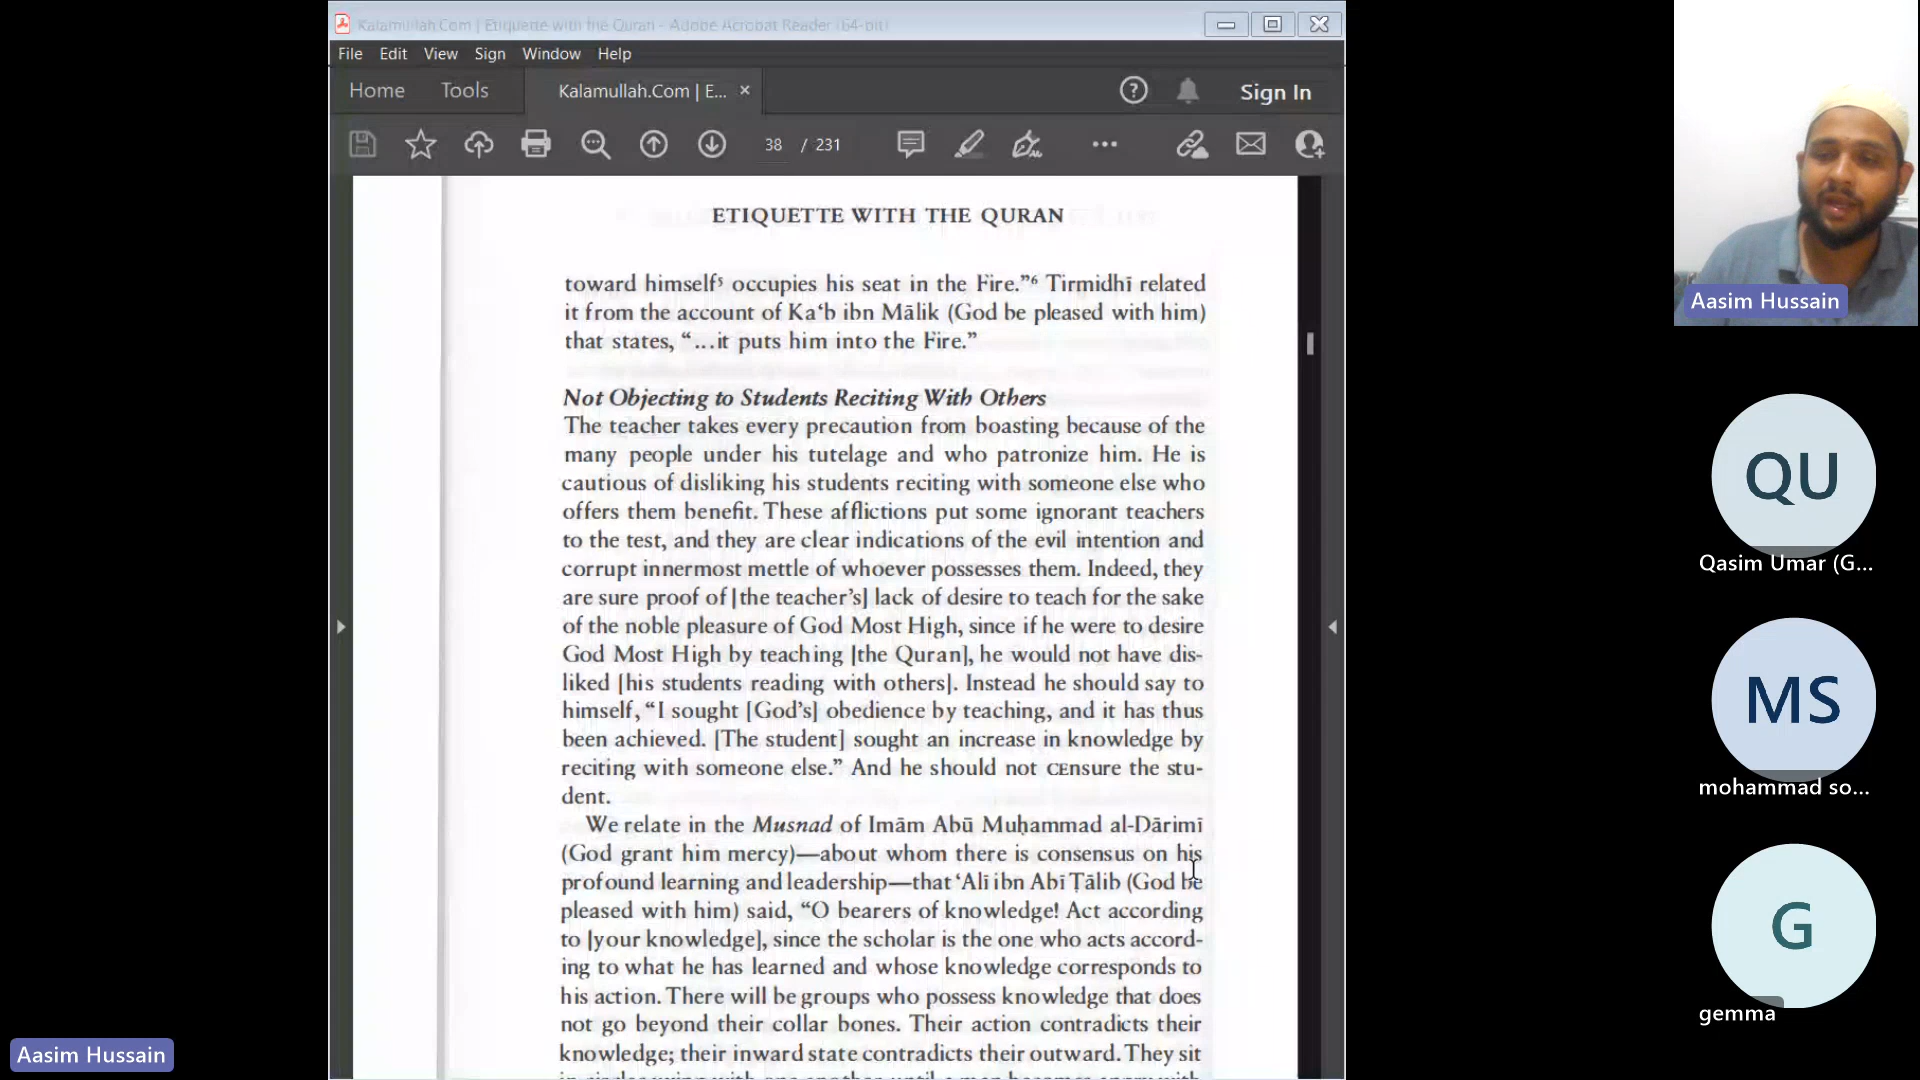 Kalamullah.Com | Etiquette with the Quran - Adobe Acrobat Reader (64-bit)
File Edit View Sign Window Help
Home Tools Kalamullah.Com | E... × Sign In
38 / 231
ETIQUETTE WITH THE QURAN
toward himself⁵ occupies his seat in the Fire.”⁶ Tirmidhī related
it from the account of Ka‘b ibn Mālik (God be pleased with him)
that states, “...it puts him into the Fire.”
Not Objecting to Students Reciting With Others
The teacher takes every precaution from boasting because of the
many people under his tutelage and who patronize him. He is
cautious of disliking his students reciting with someone else who
offers them benefit. These afflictions put some ignorant teachers
to the test, and they are clear indications of the evil intention and
corrupt innermost mettle of whoever possesses them. Indeed, they
are sure proof of [the teacher’s] lack of desire to teach for the sake
of the noble pleasure of God Most High, since if he were to desire
God Most High by teaching [the Quran], he would not have dis-
liked [his students reading with others]. Instead he should say to
himself, “I sought [God’s] obedience by teaching, and it has thus
been achieved. [The student] sought an increase in knowledge by
reciting with someone else.” And he should not CEnsure the stu-
dent.
We relate in the Musnad of Imām Abū Muḥammad al-Dārimī
(God grant him mercy)—about whom there is consensus on his
profound learning and leadership—that ‘Alī ibn Abī Ṭālib (God be
pleased with him) said, “O bearers of knowledge! Act according
to [your knowledge], since the scholar is the one who acts accord-
ing to what he has learned and whose knowledge corresponds to
his action. There will be groups who possess knowledge that does
not go beyond their collar bones. Their action contradicts their
knowledge; their inward state contradicts their outward. They sit
Aasim Hussain
QU
Qasim Umar (G...
MS
mohammad so...
G
gemma
Aasim Hussain